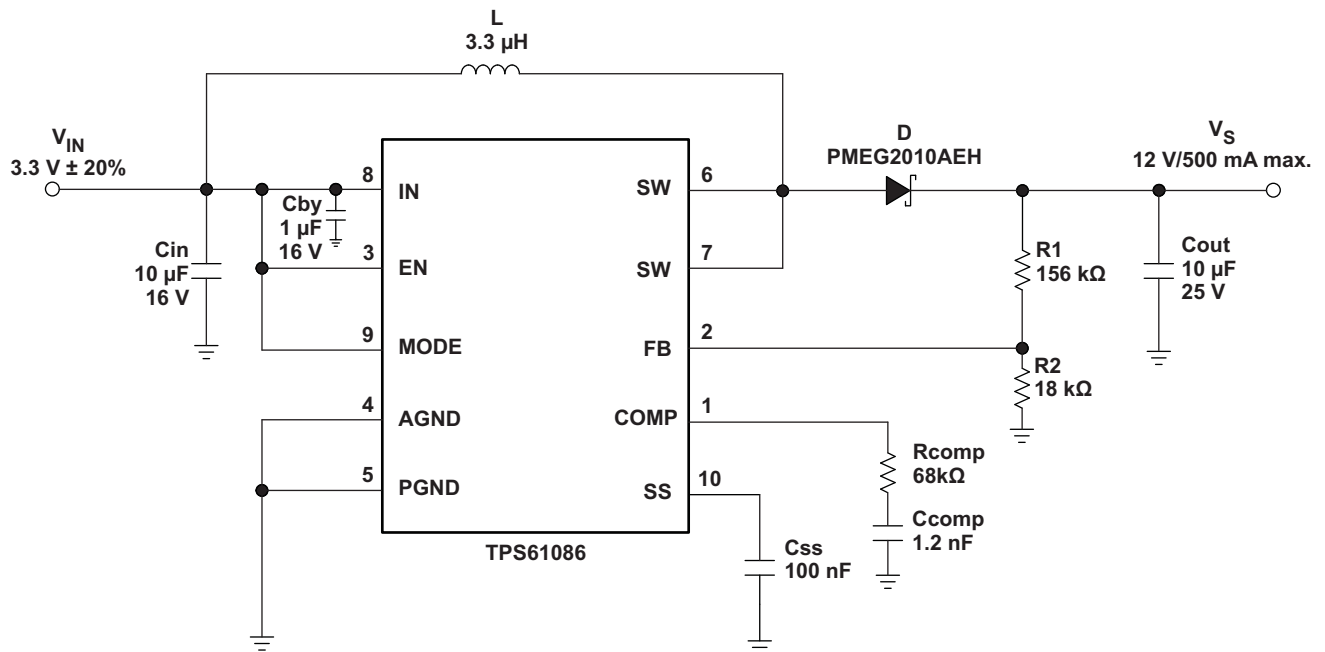 L
3.3 µH
VIN
3.3 V ± 20%
D
PMEG2010AEH
VS
12 V/500 mA max.
8
IN
SW
6
Cby
1 µF
16 V
Cin
10 µF
16 V
3
EN
SW
7
R1
156 kΩ
Cout
10 µF
25 V
9
MODE
FB
2
R2
18 kΩ
4
AGND
COMP
1
Rcomp
68kΩ
5
PGND
SS
10
Ccomp
1.2 nF
Css
100 nF
TPS61086